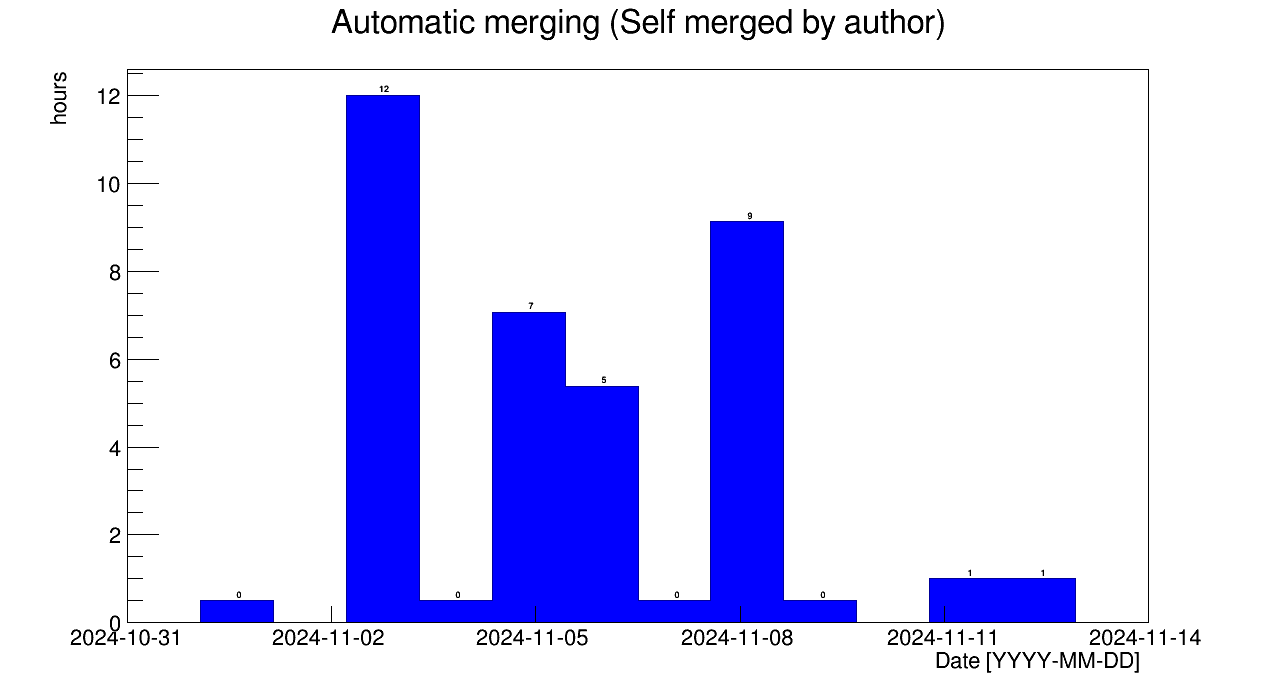 Automatic merging (Self merged by author)
hours
12
12
10
9
8
7
6
5
4
2
1 1
0 0 0 0
0
2024-10-31 2024-11-02 2024-11-05 2024-11-08 2024-11-11 2024-11-14
Date [YYYY-MM-DD]